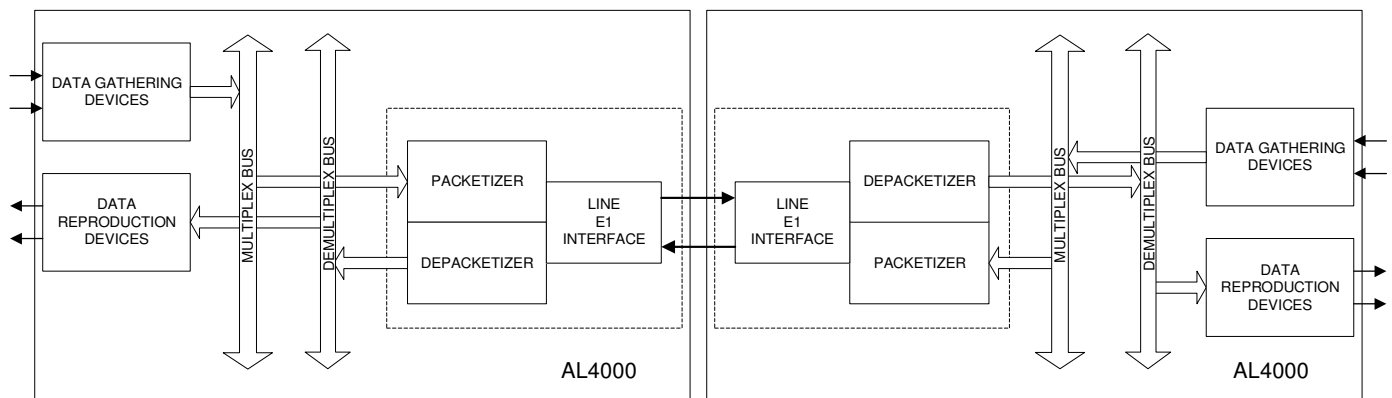 DATA GATHERING
DEVICES
DATA
REPRODUCTION
DEVICES
MULTIPLEX BUS
DEMULTIPLEX BUS
PACKETIZER
DEPACKETIZER
LINE
E1
INTERFACE
AL4000
LINE
E1
INTERFACE
DEPACKETIZER
PACKETIZER
MULTIPLEX BUS
DEMULTIPLEX BUS
DATA GATHERING
DEVICES
DATA
REPRODUCTION
DEVICES
AL4000